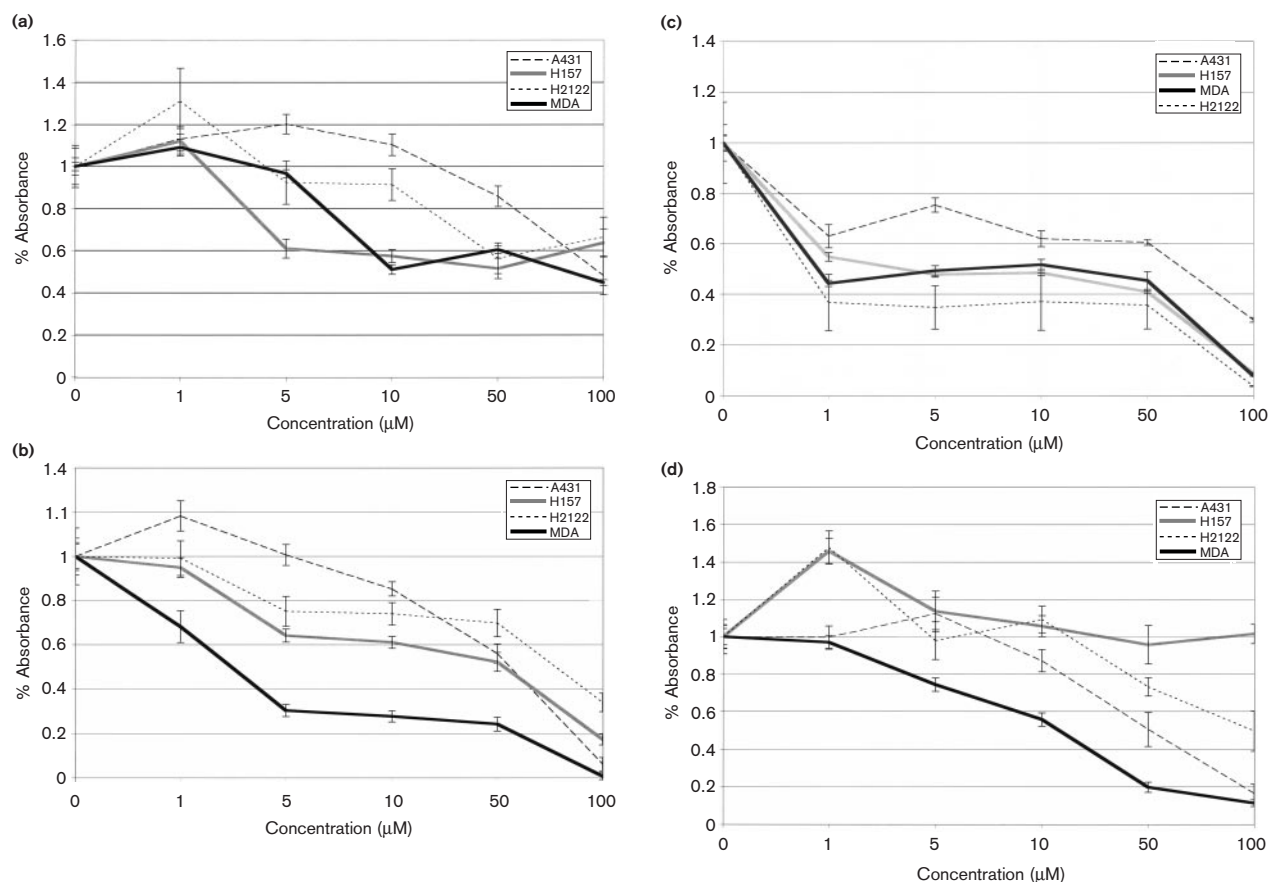 (a)
1.6
1.4
1.2
1
0.8
0.6
0.4
0.2
0
% Absorbance
A431
H157
H2122
MDA
0 1 5 10 50 100
Concentration (μM)
(b)
1.4
1.2
1
0.8
0.6
0.4
0.2
0
% Absorbance
A431
H157
H2122
MDA
0 1 5 10 50 100
Concentration (μM)
(c)
1.4
1.2
1
0.8
0.6
0.4
0.2
0
% Absorbance
A431
H157
MDA
H2122
0 1 5 10 50 100
Concentration (μM)
(d)
1.8
1.6
1.4
1.2
1
0.8
0.6
0.4
0.2
0
% Absorbance
A431
H157
H2122
MDA
0 1 5 10 50 100
Concentration (μM)